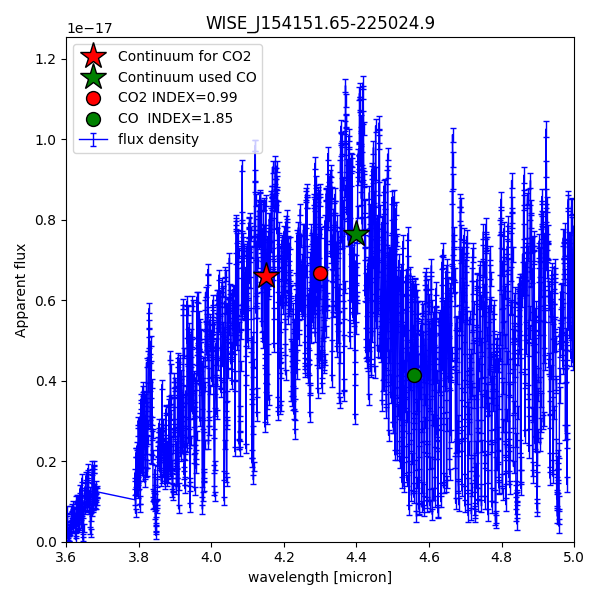 WISE_J154151.65-225024.9
1e−17
Continuum for CO2
Continuum used CO
CO2 INDEX=0.99
CO  INDEX=1.85
flux density
1.2
1.0
0.8
0.6
0.4
0.2
0.0
Apparent flux
3.6 3.8 4.0 4.2 4.4 4.6 4.8 5.0
wavelength [micron]